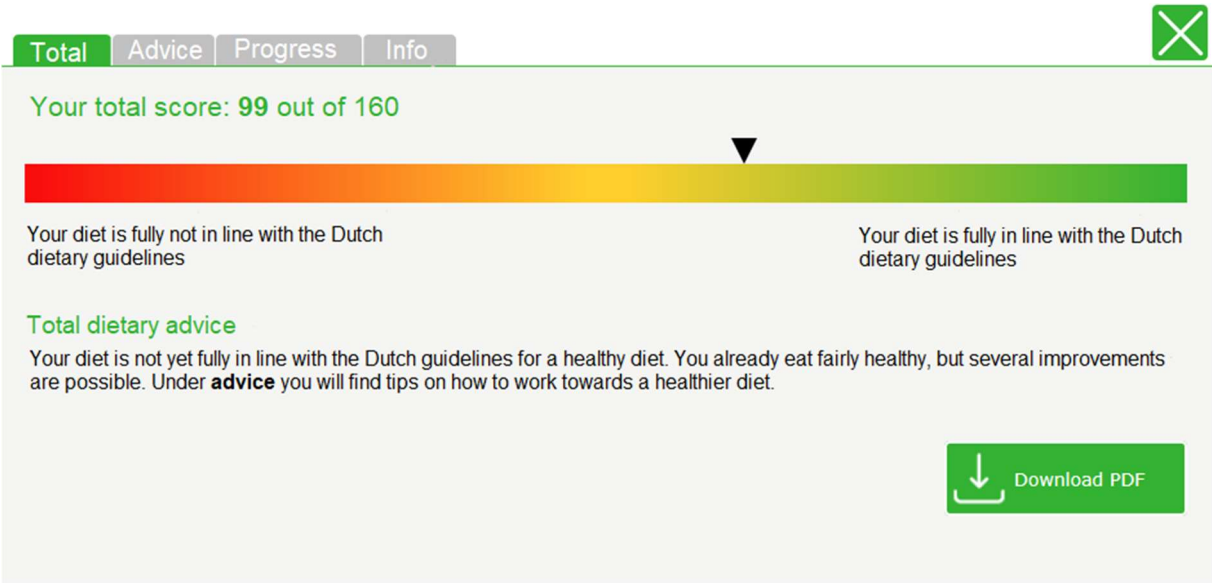 Total Advice Progress Info
Your total score: 99 out of 160
Your diet is fully not in line with the Dutch
dietary guidelines
Your diet is fully in line with the Dutch
dietary guidelines
Total dietary advice
Your diet is not yet fully in line with the Dutch guidelines for a healthy diet. You already eat fairly healthy, but several improvements
are possible. Under advice you will find tips on how to work towards a healthier diet.
Download PDF